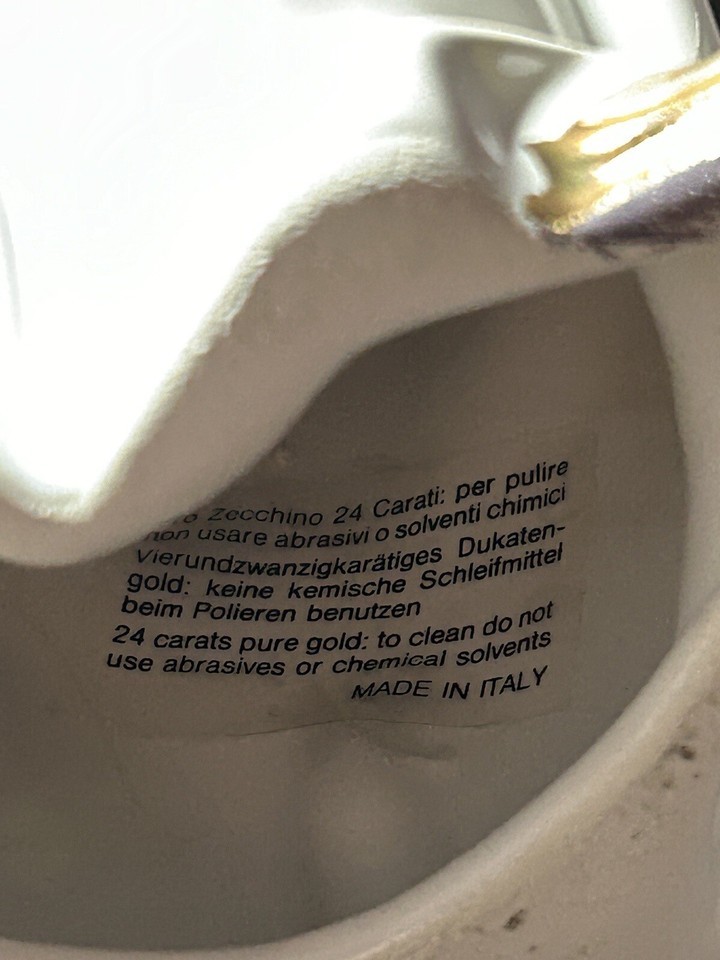 Zecchino 24 Carati: per pulire
non usare abrasivi o solventi chimici
Vierundzwanzigkarätiges Dukaten-
gold: keine kemische Schleifmittel
beim Polieren benutzen
24 carats pure gold: to clean do not
use abrasives or chemical solvents
MADE IN ITALY